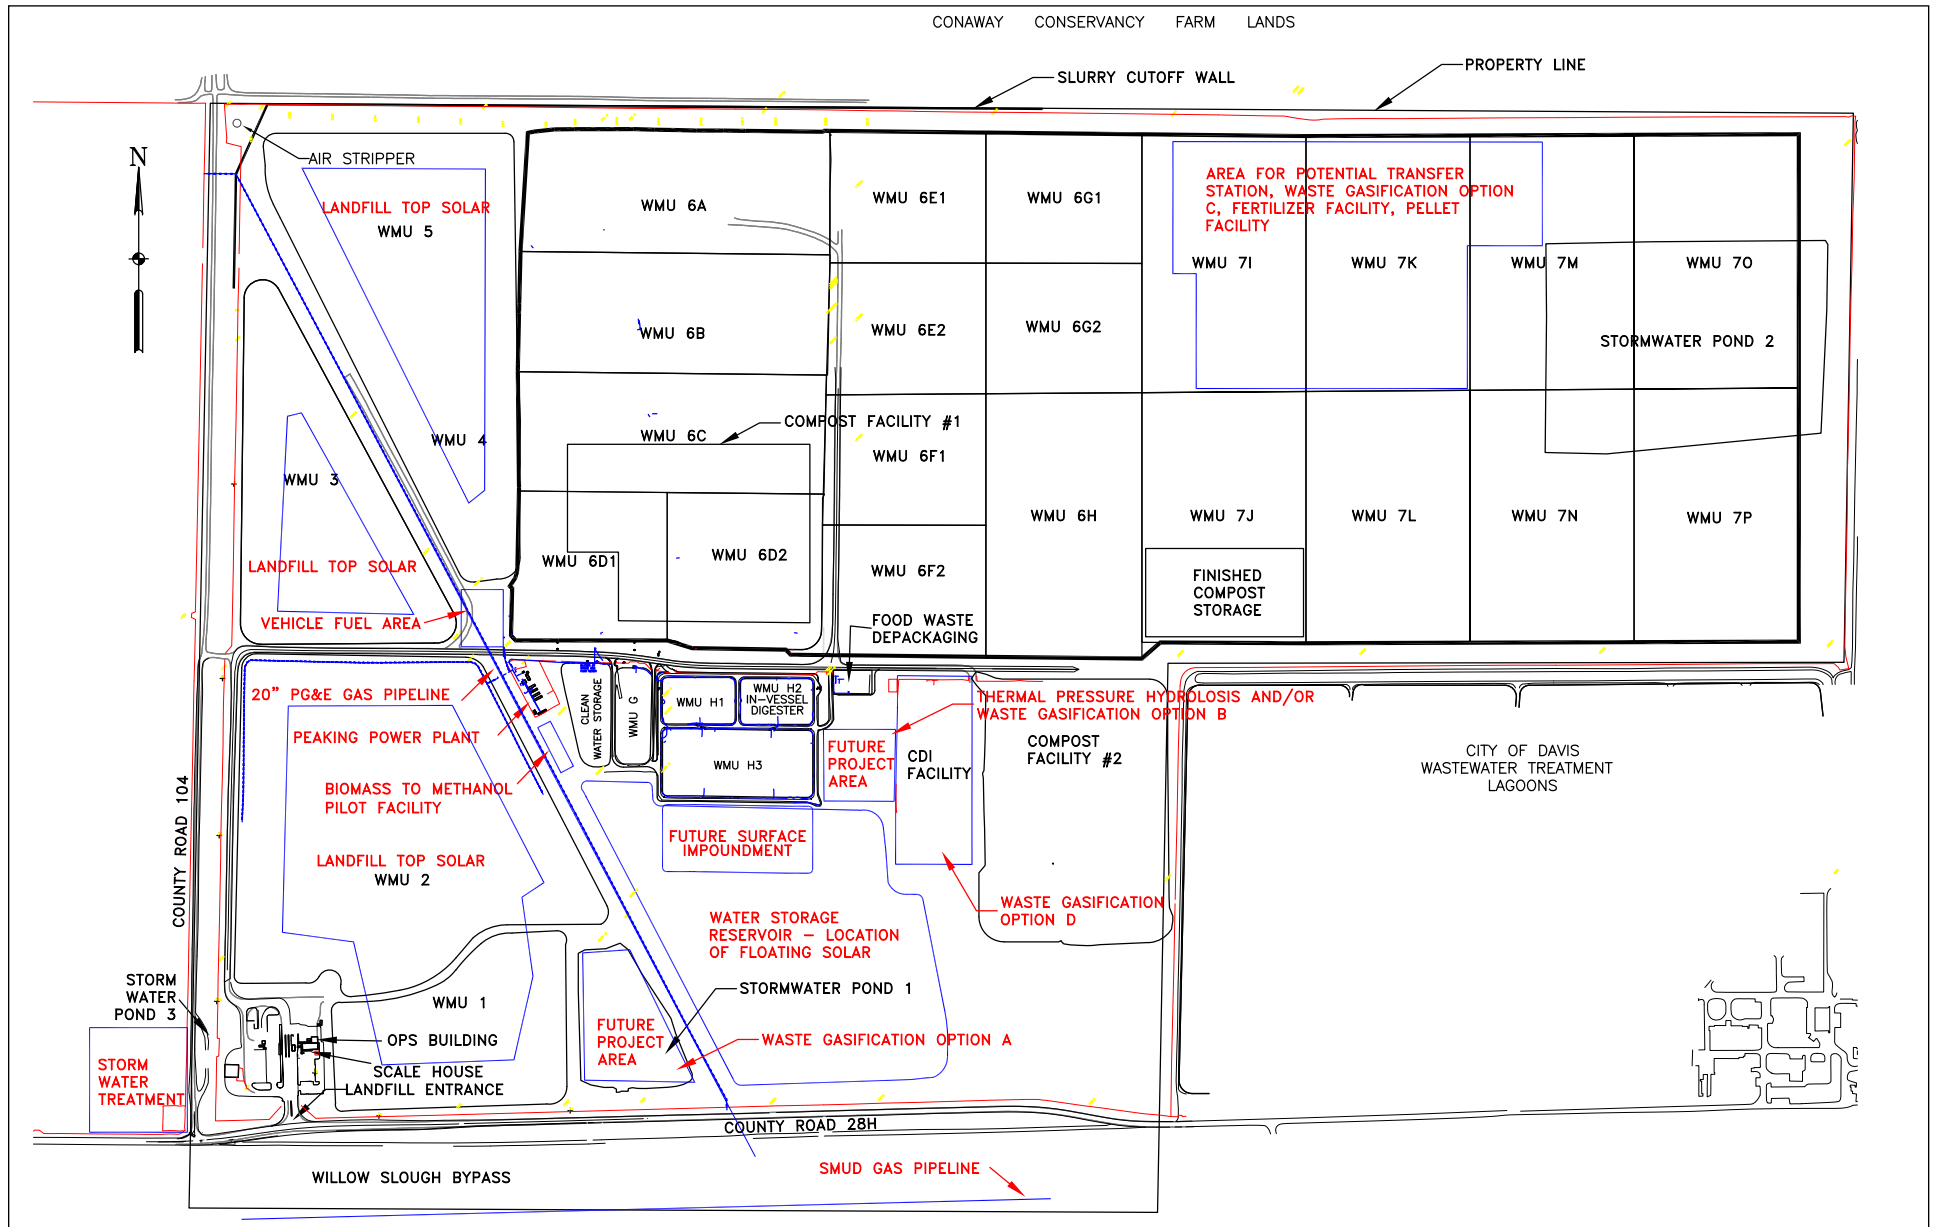 CONAWAY CONSERVANCY FARM LANDS
SLURRY CUTOFF WALL
PROPERTY LINE
N
AIR STRIPPER
LANDFILL TOP SOLAR
WMU 5
WMU 6A
WMU 6E1
WMU 6G1
AREA FOR POTENTIAL TRANSFER
STATION, WASTE GASIFICATION OPTION
C, FERTILIZER FACILITY, PELLET
FACILITY
WMU 7I
WMU 7K
WMU 7M
WMU 7O
WMU 6B
WMU 6E2
WMU 6G2
STORMWATER POND 2
COMPOST FACILITY #1
WMU 6C
WMU 4
WMU 3
WMU 6F1
WMU 6H
WMU 7J
WMU 7L
WMU 7N
WMU 7P
LANDFILL TOP SOLAR
WMU 6D1
WMU 6D2
WMU 6F2
FINISHED
COMPOST
STORAGE
VEHICLE FUEL AREA
FOOD WASTE
DEPACKAGING
20" PG&E GAS PIPELINE
CLEAN
WATER STORAGE
WMU G
WMU H1
WMU H2
IN-VESSEL
DIGESTER
THERMAL PRESSURE HYDROLOSIS AND/OR
WASTE GASIFICATION OPTION B
PEAKING POWER PLANT
WMU H3
FUTURE
PROJECT
AREA
CDI
FACILITY
COMPOST
FACILITY #2
CITY OF DAVIS
WASTEWATER TREATMENT
LAGOONS
BIOMASS TO METHANOL
PILOT FACILITY
COUNTY ROAD 104
FUTURE SURFACE
IMPOUNDMENT
LANDFILL TOP SOLAR
WMU 2
WASTE GASIFICATION
OPTION D
WATER STORAGE
RESERVOIR – LOCATION
OF FLOATING SOLAR
STORM
WATER
POND 3
WMU 1
STORMWATER POND 1
FUTURE
PROJECT
AREA
WASTE GASIFICATION OPTION A
OPS BUILDING
SCALE HOUSE
LANDFILL ENTRANCE
STORM
WATER
TREATMENT
COUNTY ROAD 28H
SMUD GAS PIPELINE
WILLOW SLOUGH BYPASS